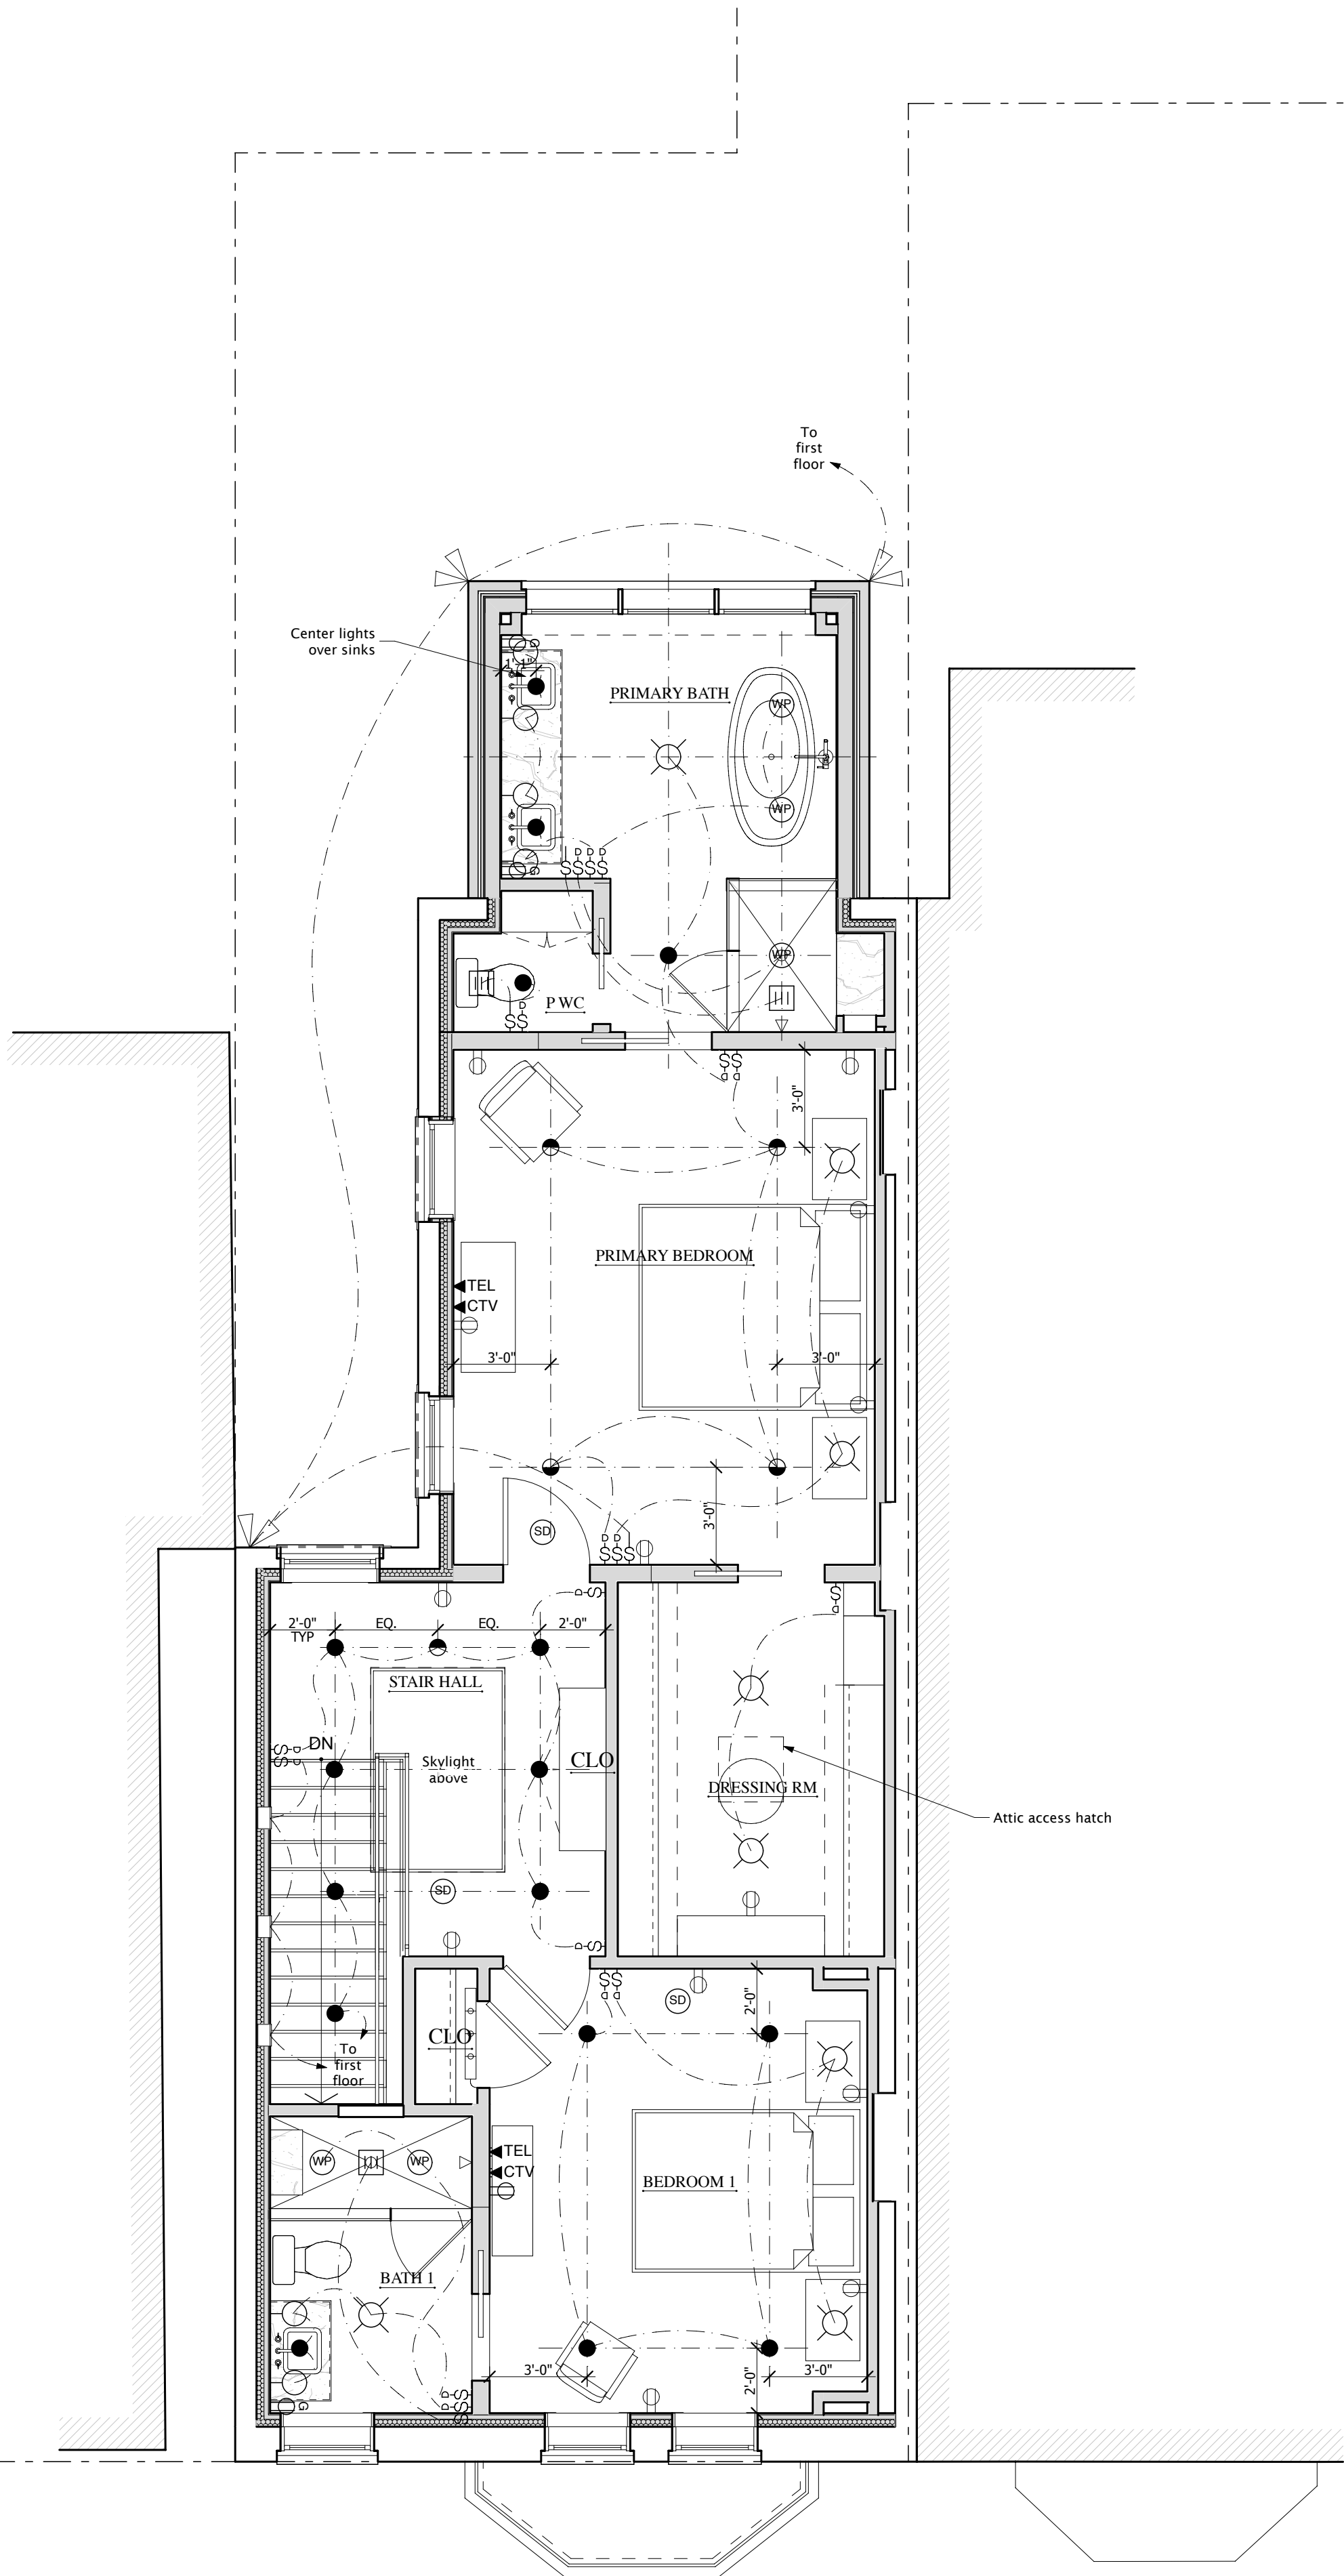 To
first
floor
Center lights
over sinks
G
1'-1"
PRIMARY BATH
WP
WP
D D D
S S S S
G
WP
P WC
D
SS
SS
D D
3'-0"
PRIMARY BEDROOM
TEL
CTV
3'-0"
3'-0"
3'-0"
SD
D D
S S S
D S
S
D
2'-0"
TYP
EQ.
EQ.
2'-0"
STAIR HALL
DN
S D
S D
Skylight
above
CLO
DRESSING RM
Attic access hatch
SD
D S
SS
D
SD
2'-0"
CLO
To
first
floor
WP
WP
TEL
CTV
BEDROOM 1
BATH 1
3'-0"
2'-0"
3'-0"
D S
D S
S
G